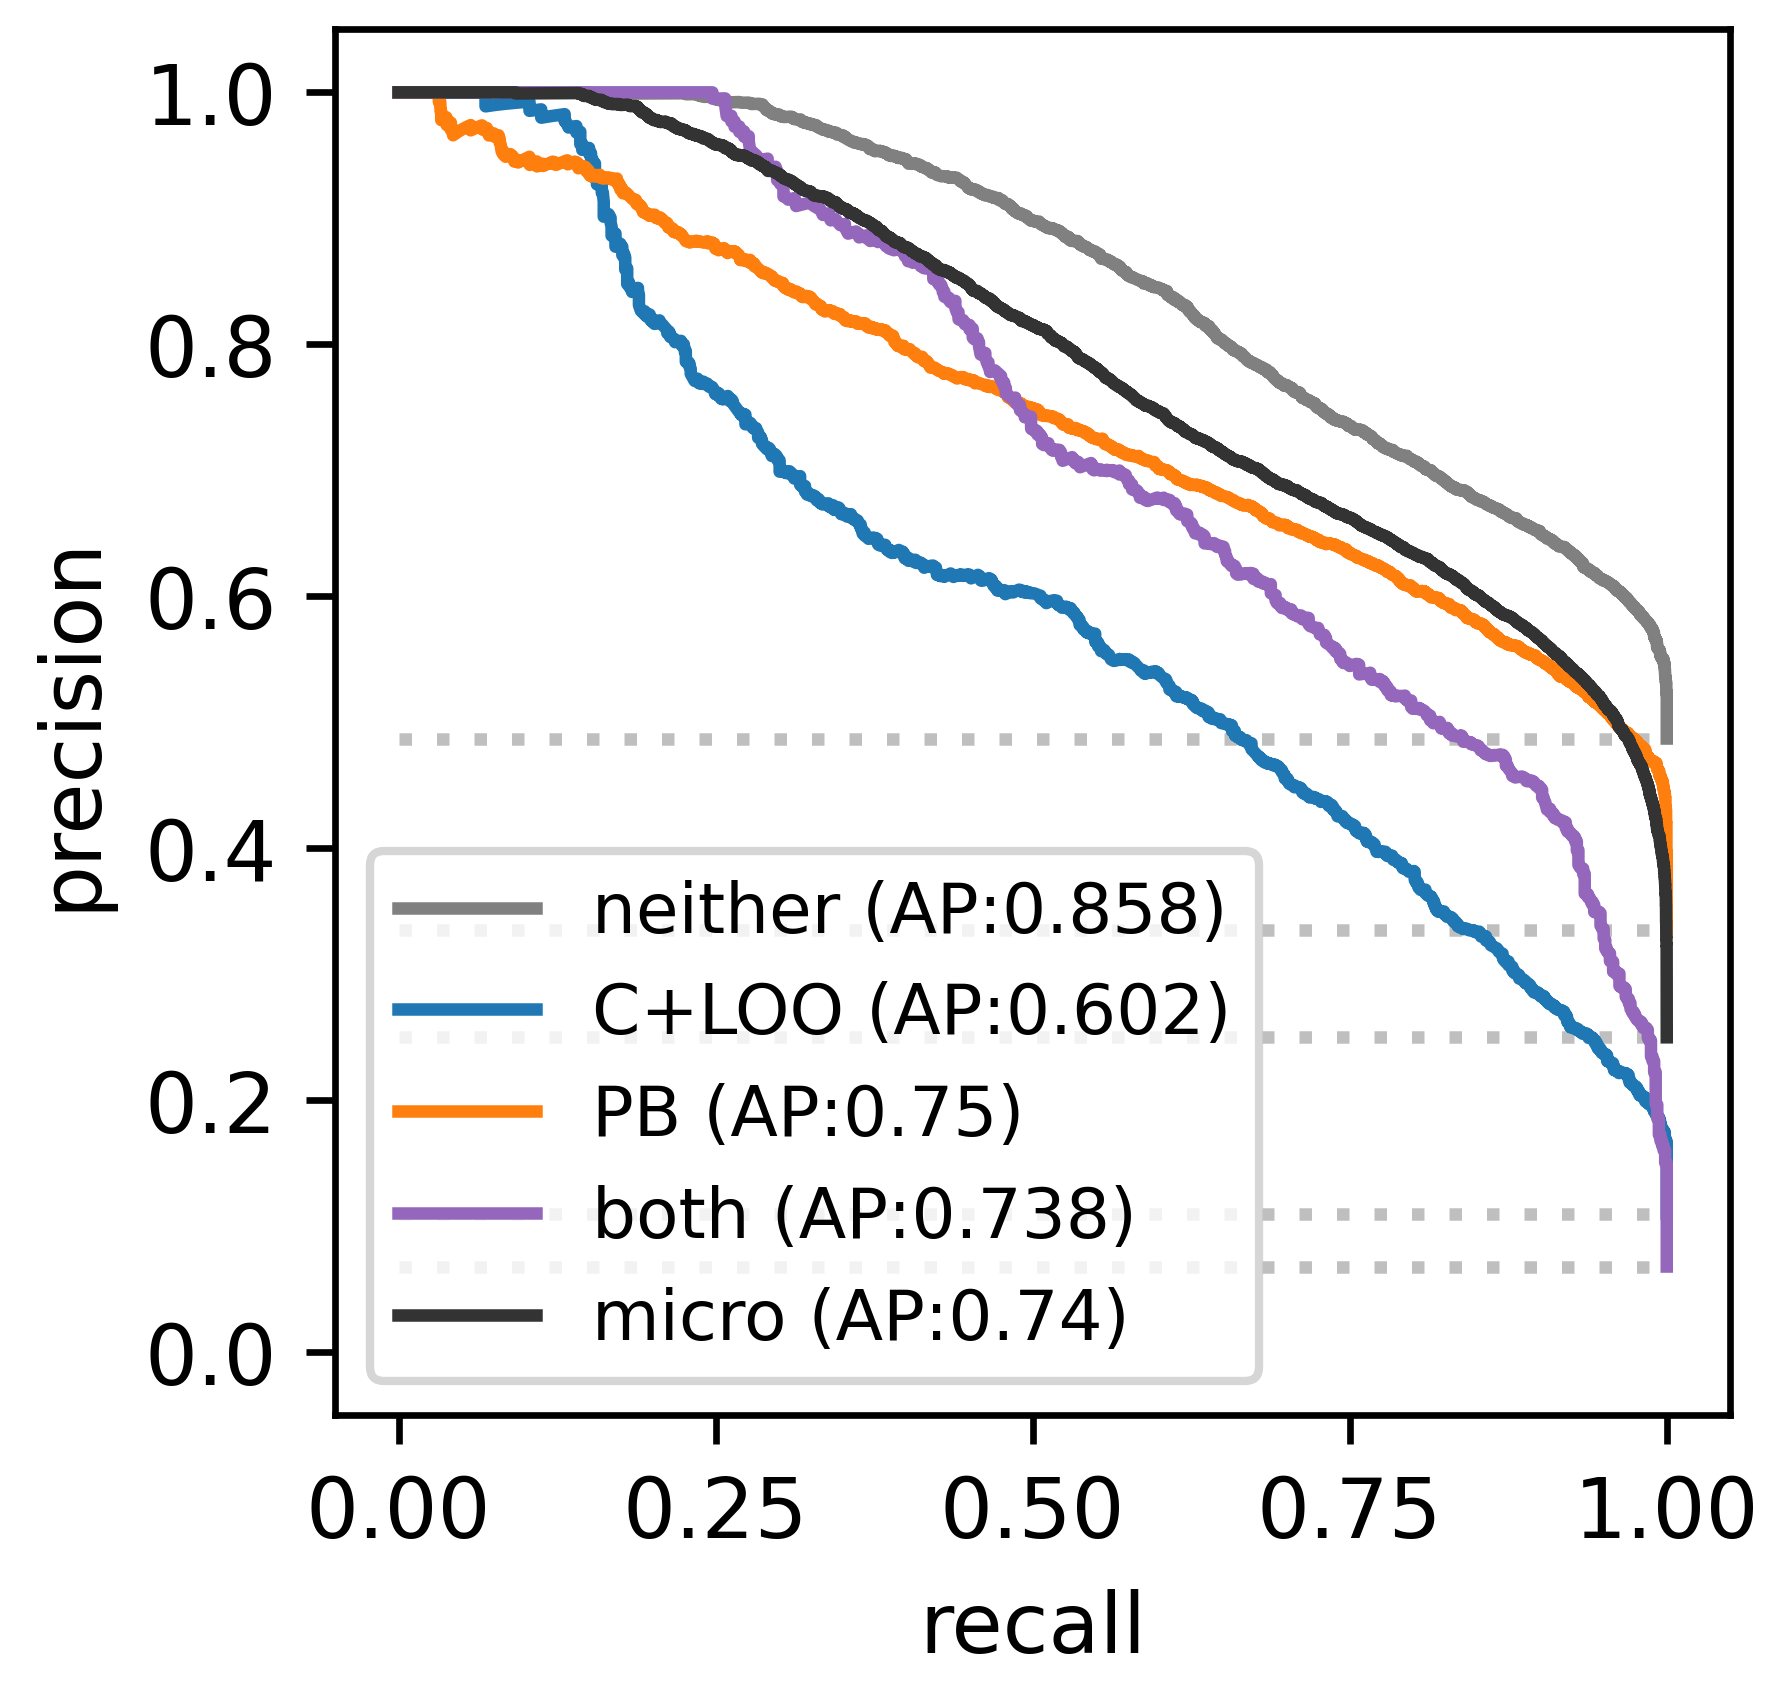 1.0
0.8
0.6
0.4
0.2
0.0
precision
neither (AP:0.858)
C+LOO (AP:0.602)
PB (AP:0.75)
both (AP:0.738)
micro (AP:0.74)
0.00 0.25 0.50 0.75 1.00
recall